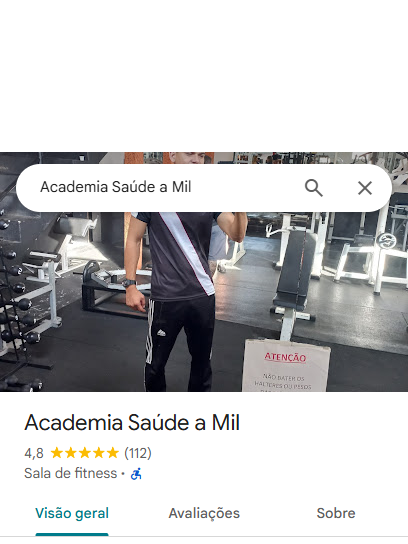 Academia Saúde a Mil
ATENÇÃO
NÃO BATER OS
HALTERES OU PESOS
Academia Saúde a Mil
4,8 (112)
Sala de fitness ·
Visão geral Avaliações Sobre